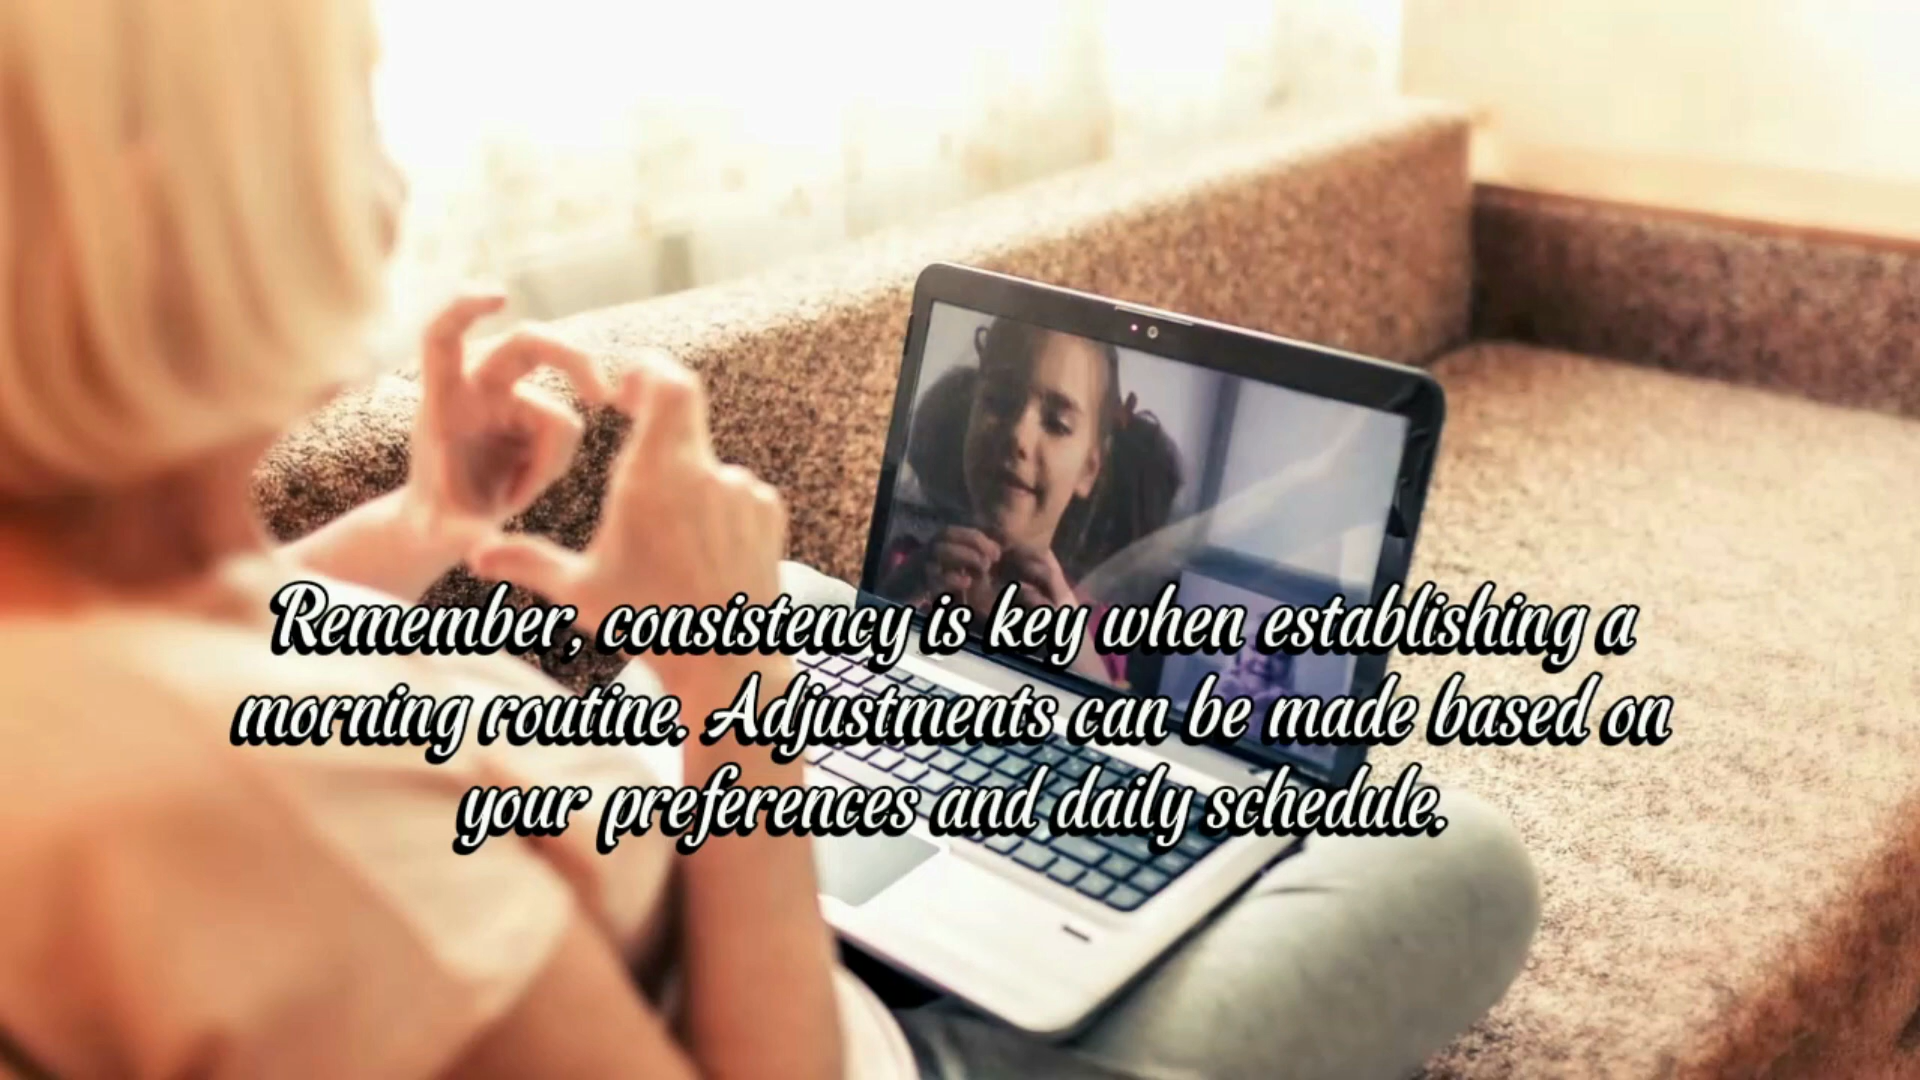 Remember, consistency is key when establishing a
morning routine. Adjustments can be made based on
your preferences and daily schedule.